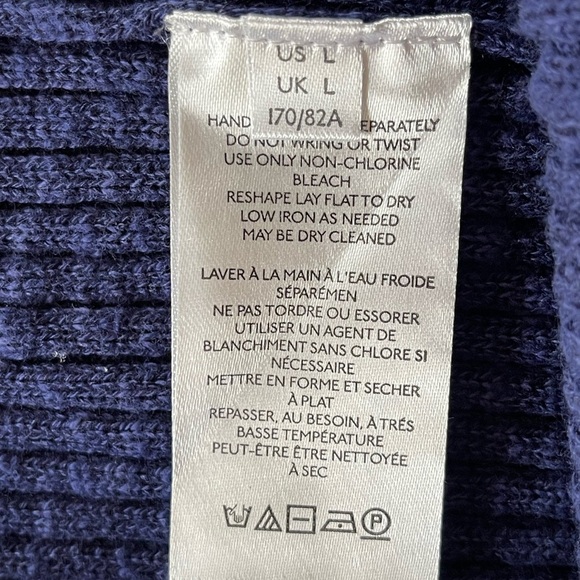 US L
UK L
170/82A
HAND EPARATELY
DO NOT WRING OR TWIST
USE ONLY NON-CHLORINE
BLEACH
RESHAPE LAY FLAT TO DRY
LOW IRON AS NEEDED
MAY BE DRY CLEANED
LAVER À LA MAIN À L'EAU FROIDE
SÉPARÉMEN
NE PAS TORDRE OU ESSORER
UTILISER UN AGENT DE
BLANCHIMENT SANS CHLORE SI
NÉCESSAIRE
METTRE EN FORME ET SECHER
À PLAT
REPASSER, AU BESOIN, À TRÉS
BASSE TEMPÉRATURE
PEUT-ÊTRE ÊTRE NETTOYÉE
À SEC
P